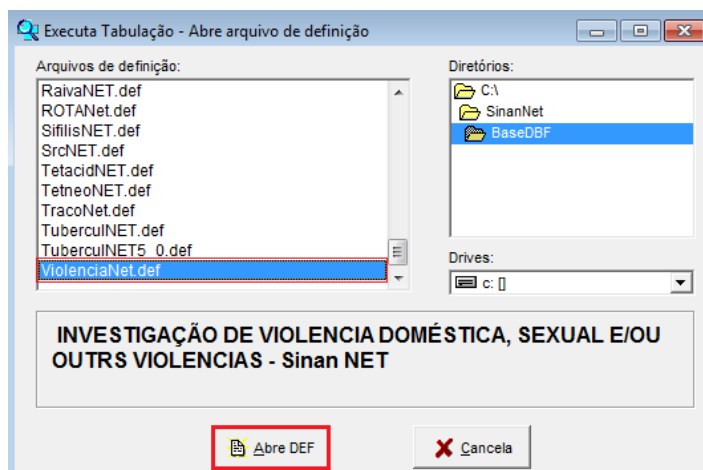 Executa Tabulação - Abre arquivo de definição
Arquivos de definição:
RaivaNET.def
ROTANet.def
SifilisNET.def
SrcNET.def
TetacidNET.def
TetneoNET.def
TracoNet.def
TuberculNET.def
TuberculNET5_0.def
ViolenciaNet.def
Diretórios:
C:\
SinanNet
BaseDBF
Drives:
c: []
INVESTIGAÇÃO DE VIOLENCIA DOMÉSTICA, SEXUAL E/OU
OUTRS VIOLENCIAS - Sinan NET
Abre DEF
Cancela